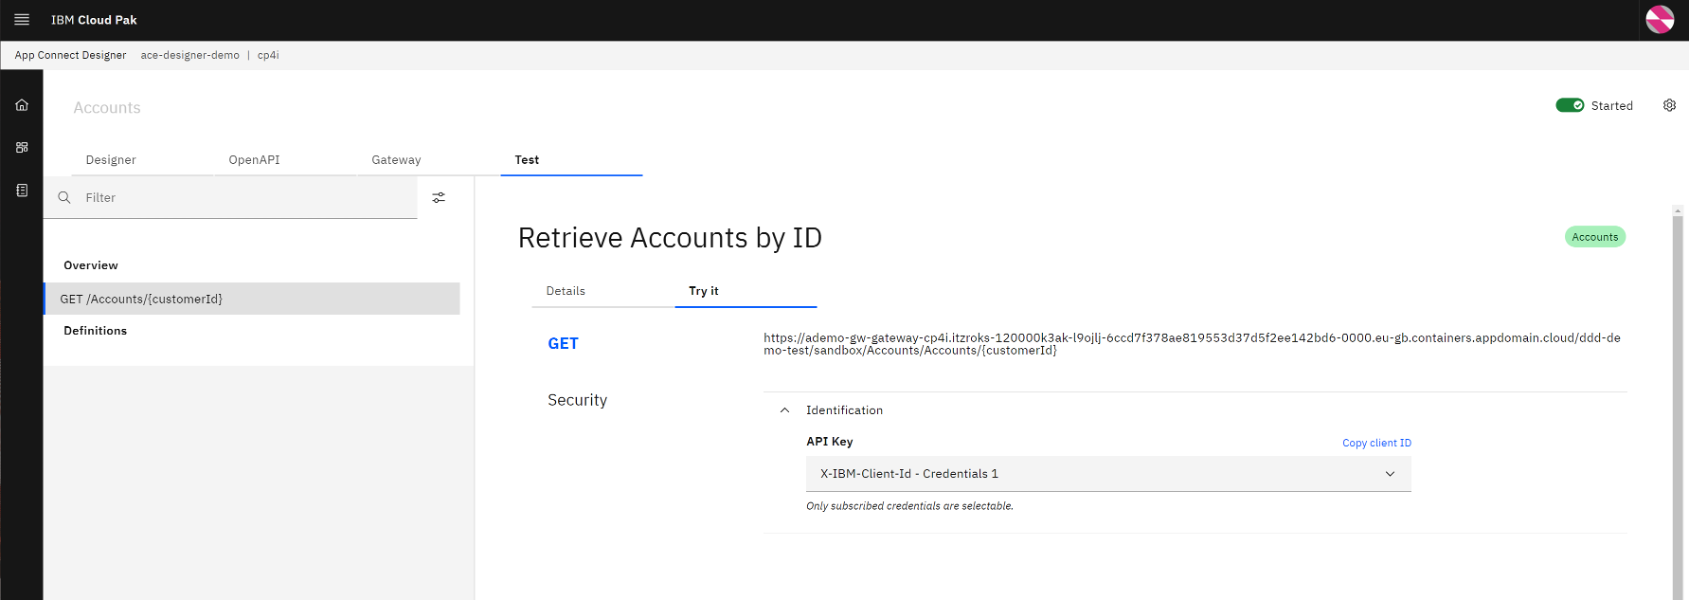 IBM Cloud Pak
App Connect Designer ace-designer-demo | cp4i
Accounts
Started
Designer OpenAPI Gateway Test
Filter
Overview
GET /Accounts/{customerId}
Definitions
Retrieve Accounts by ID
Accounts
Details Try it
GET
https://ademo-gw-gateway-cp4i.itzroks-120000k3ak-l9ojlj-6ccd7f378ae819553d37d5f2ee142bd6-0000.eu-gb.containers.appdomain.cloud/ddd-de
mo-test/sandbox/Accounts/Accounts/{customerId}
Security
Identification
API Key
Copy client ID
X-IBM-Client-Id - Credentials 1
Only subscribed credentials are selectable.